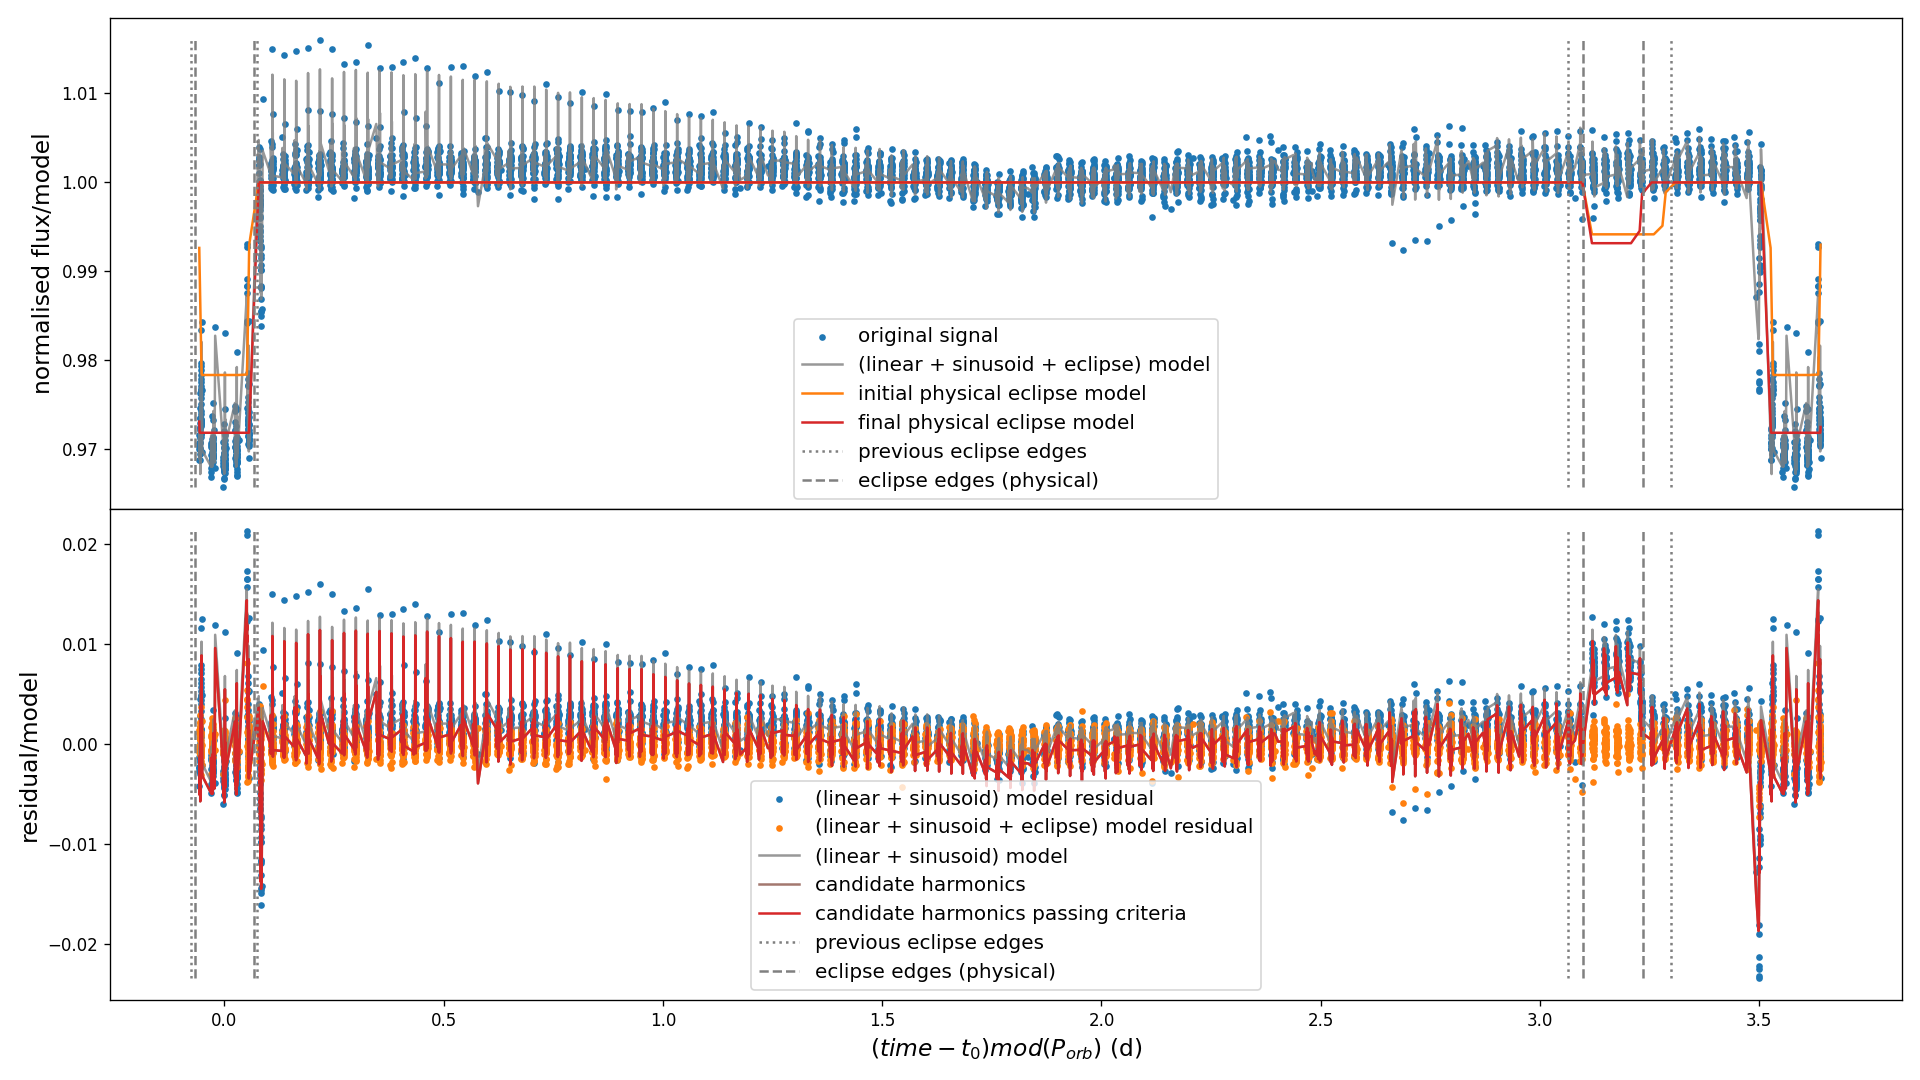 normalised flux/model
1.01
1.00
0.99
0.98
0.97
original signal
(linear + sinusoid + eclipse) model
initial physical eclipse model
final physical eclipse model
previous eclipse edges
eclipse edges (physical)
residual/model
0.02
0.01
0.00
−0.01
−0.02
(linear + sinusoid) model residual
(linear + sinusoid + eclipse) model residual
(linear + sinusoid) model
candidate harmonics
candidate harmonics passing criteria
previous eclipse edges
eclipse edges (physical)
0.0 0.5 1.0 1.5 2.0 2.5 3.0 3.5
(time − t₀)mod(Pₒᵣb) (d)